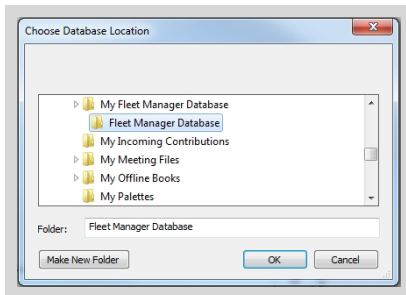 Choose Database Location
My Fleet Manager Database
Fleet Manager Database
My Incoming Contributions
My Meeting Files
My Offline Books
My Palettes
Folder: Fleet Manager Database
Make New Folder OK Cancel